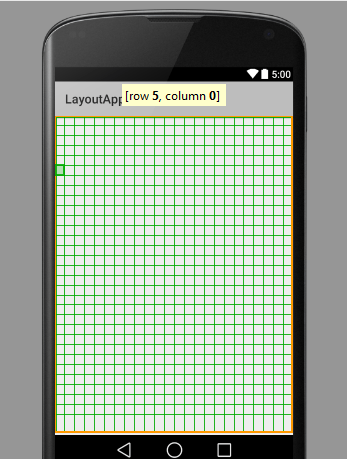 5:00
LayoutApp
[row 5, column 0]